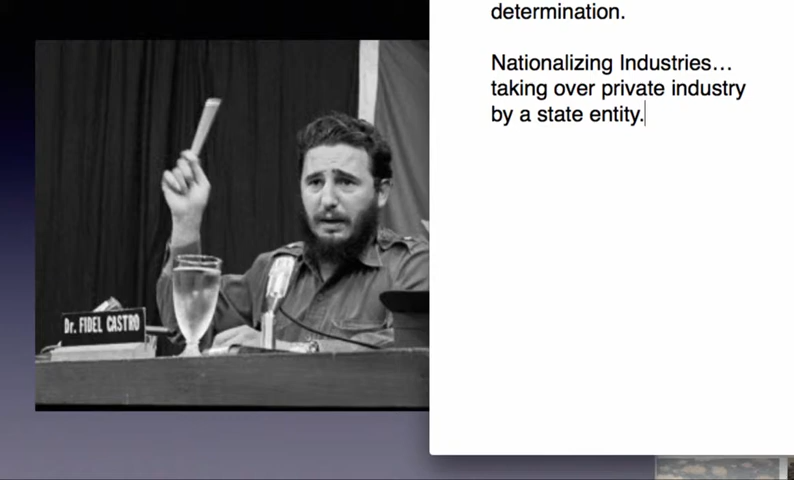 determination.
Nationalizing Industries…
taking over private industry
by a state entity.
Dr. FIDEL CASTRO